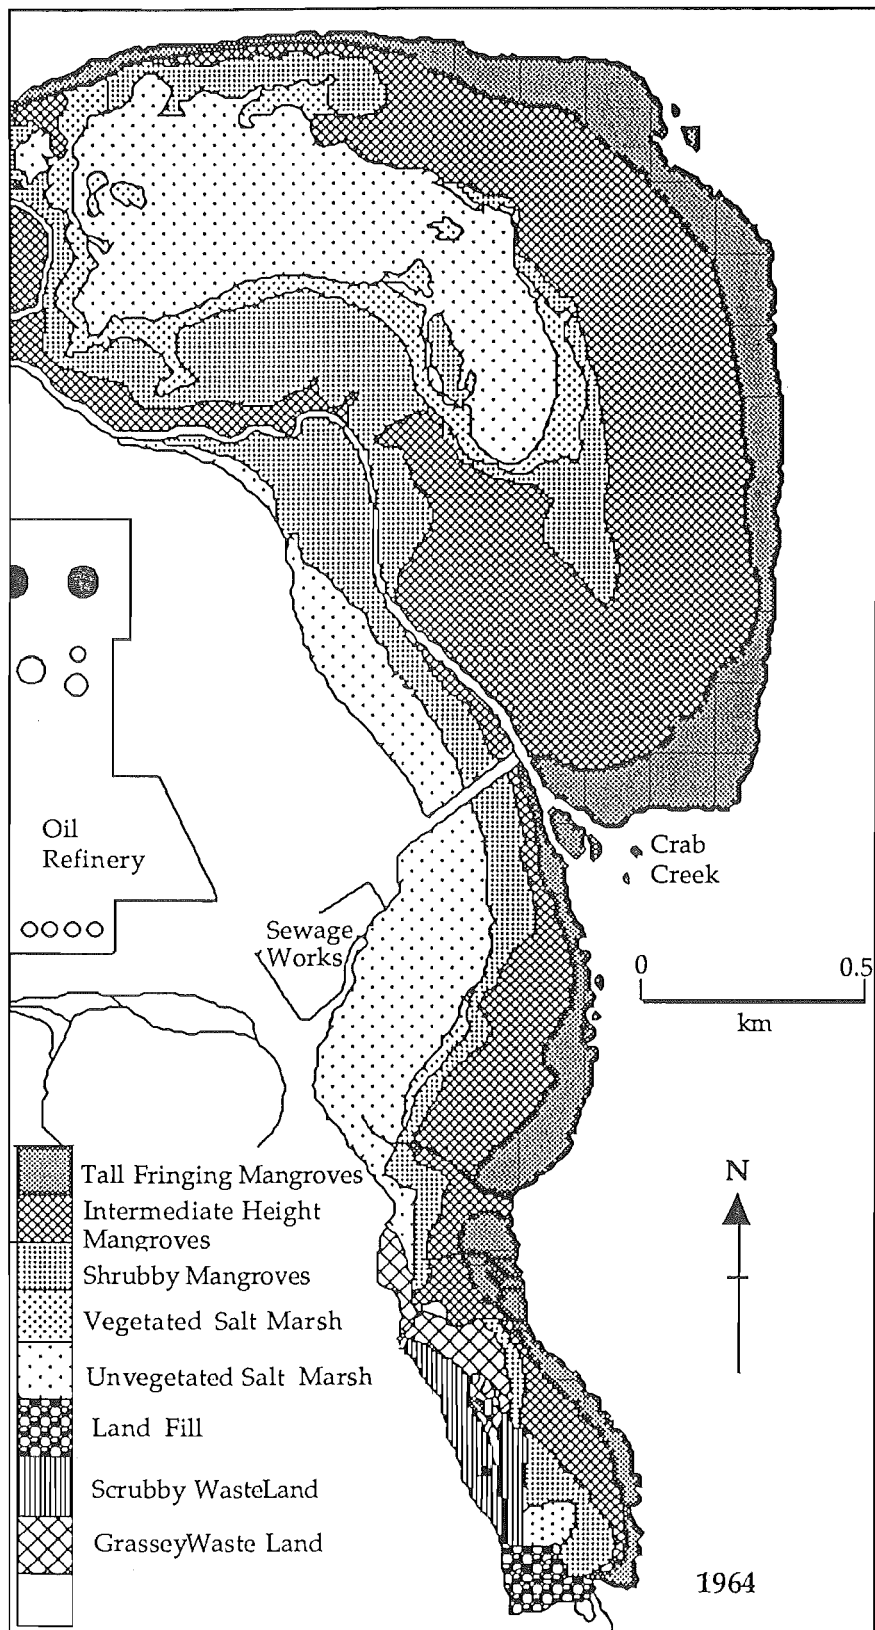 Oil
Refinery
Crab
Creek
Sewage
Works
0 0.5
km
N
Tall Fringing Mangroves
Intermediate Height
Mangroves
Shrubby Mangroves
Vegetated Salt Marsh
Unvegetated Salt Marsh
Land Fill
Scrubby WasteLand
GrasseyWaste Land
1964